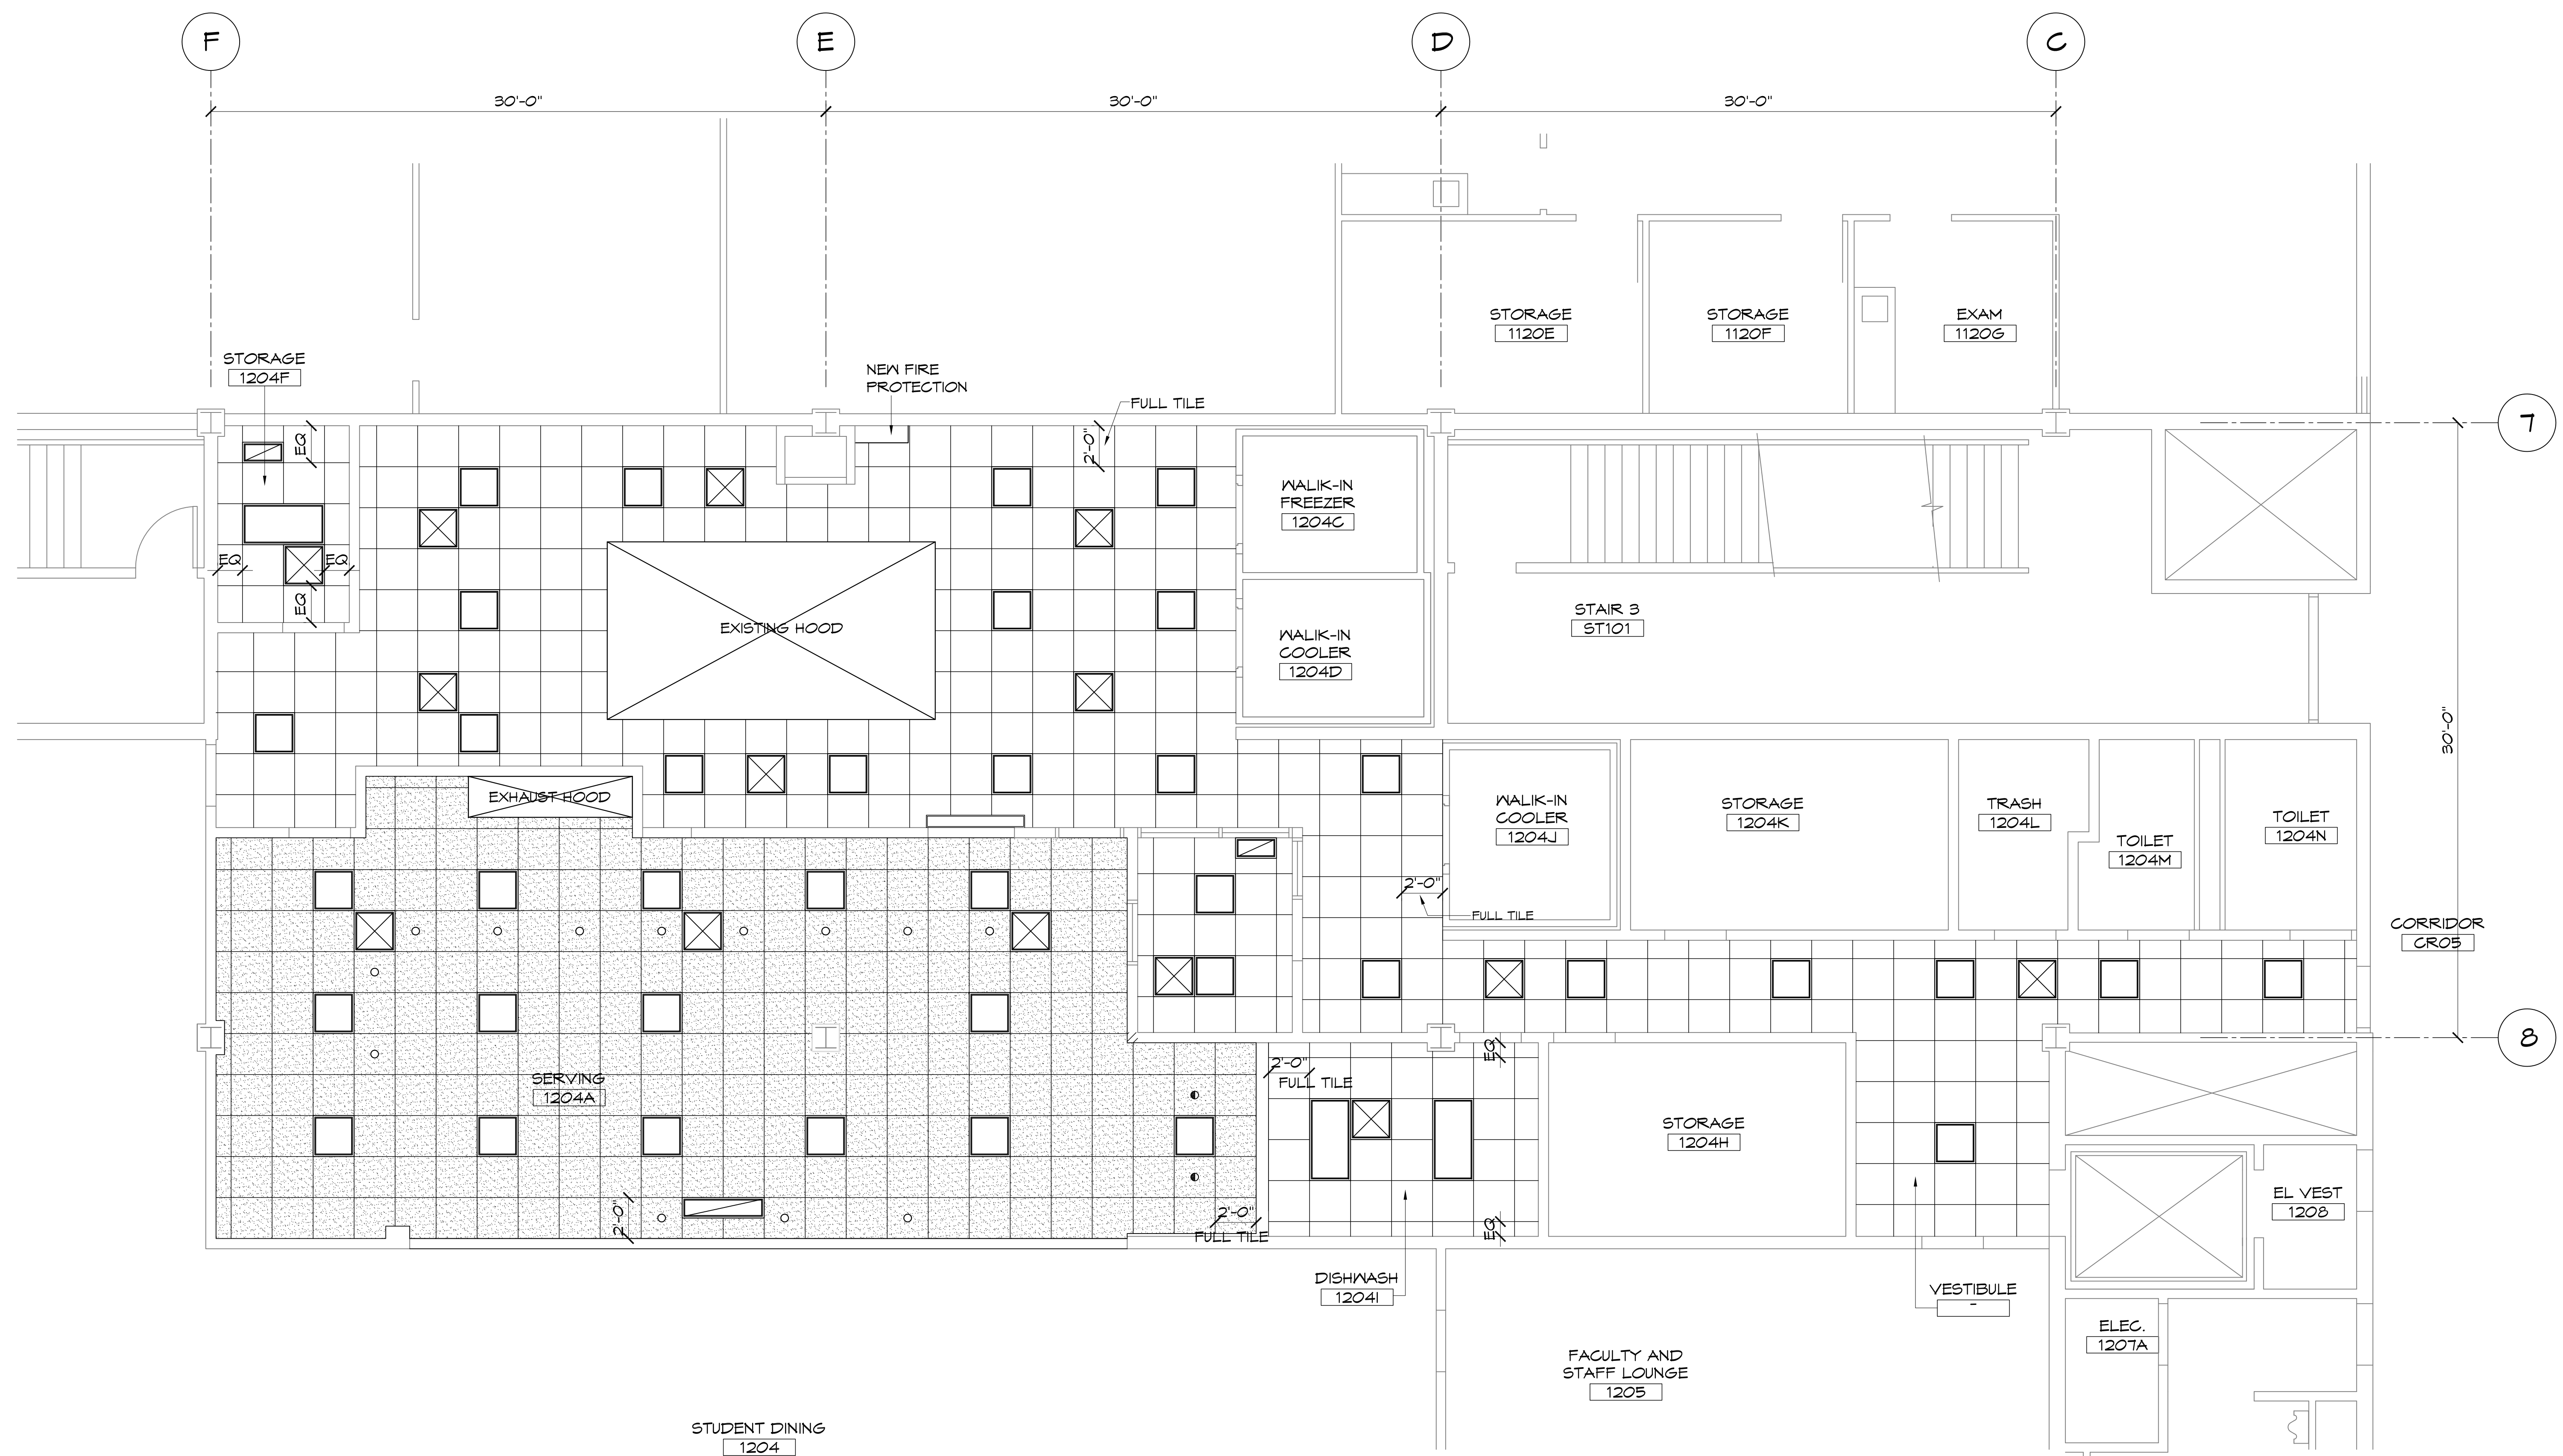 F
E
D
C
30'-0"
30'-0"
30'-0"
STORAGE
1120E
STORAGE
1120F
EXAM
1120G
STORAGE
1204F
NEW FIRE
PROTECTION
FULL TILE
2'-0"
7
EQ
EQ
EQ
EQ
WALIK-IN
FREEZER
1204C
EXISTING HOOD
WALIK-IN
COOLER
1204D
STAIR 3
ST101
30'-0"
EXHAUST HOOD
WALIK-IN
COOLER
1204J
STORAGE
1204K
TRASH
1204L
TOILET
1204M
TOILET
1204N
2'-0"
FULL TILE
CORRIDOR
CR05
8
SERVING
1204A
2'-0"
FULL TILE
EQ
STORAGE
1204H
2'-0"
2'-0"
FULL TILE
EQ
EL VEST
1208
DISHWASH
1204I
VESTIBULE
-
ELEC.
1207A
FACULTY AND
STAFF LOUNGE
1205
STUDENT DINING
1204